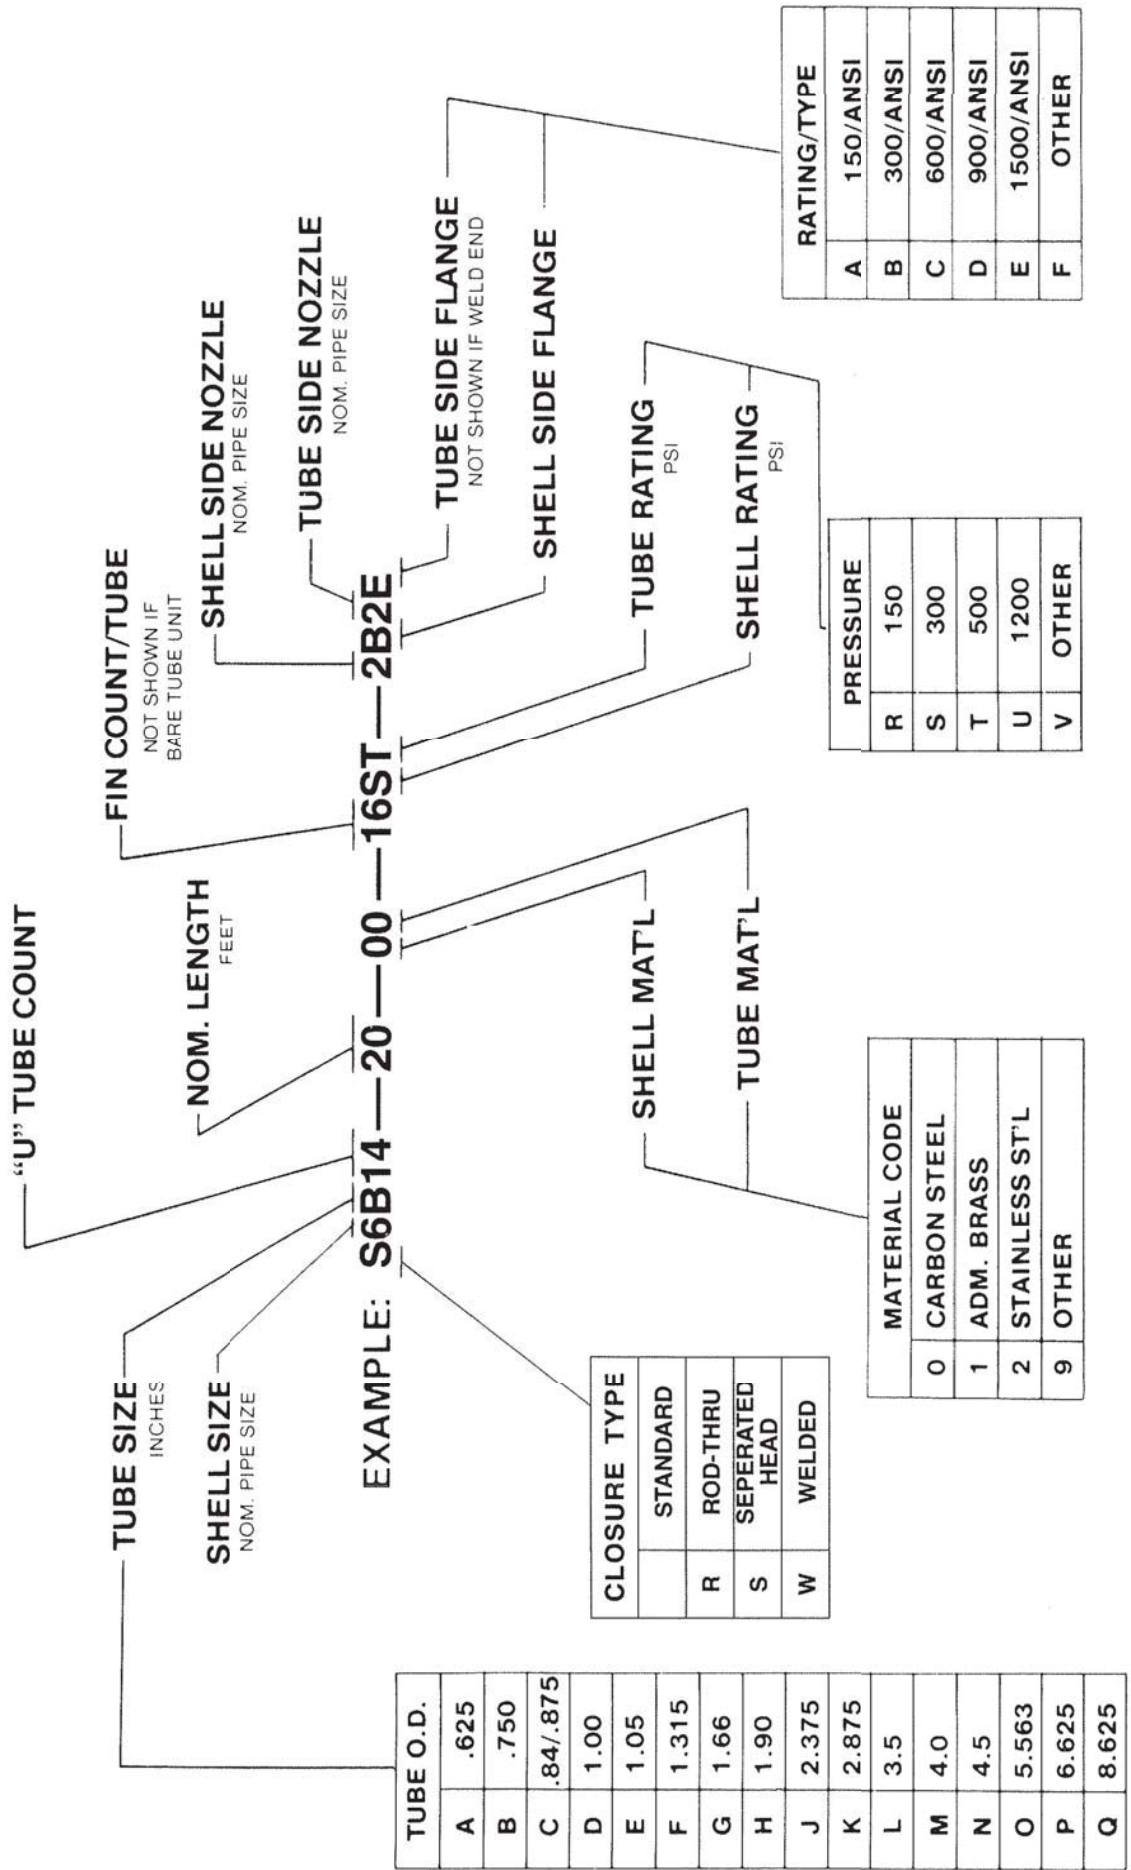 "U" TUBE COUNT
FIN COUNT/TUBE
NOT SHOWN IF
BARE TUBE UNIT
TUBE SIZE
INCHES
NOM. LENGTH
FEET
SHELL SIDE NOZZLE
NOM. PIPE SIZE
SHELL SIZE
NOM. PIPE SIZE
TUBE SIDE NOZZLE
NOM. PIPE SIZE
EXAMPLE: S6B14—20—00—16ST—2B2E
TUBE SIDE FLANGE
NOT SHOWN IF WELD END
SHELL SIDE FLANGE
SHELL MAT'L
TUBE MAT'L
TUBE RATING
PSI
SHELL RATING
PSI
TUBE O.D.
A .625
B .750
C .84/.875
D 1.00
E 1.05
F 1.315
G 1.66
H 1.90
J 2.375
K 2.875
L 3.5
M 4.0
N 4.5
O 5.563
P 6.625
Q 8.625
CLOSURE TYPE
STANDARD
R ROD-THRU
S SEPERATED
HEAD
W WELDED
MATERIAL CODE
0 CARBON STEEL
1 ADM. BRASS
2 STAINLESS ST'L
9 OTHER
PRESSURE
R 150
S 300
T 500
U 1200
V OTHER
RATING/TYPE
A 150/ANSI
B 300/ANSI
C 600/ANSI
D 900/ANSI
E 1500/ANSI
F OTHER